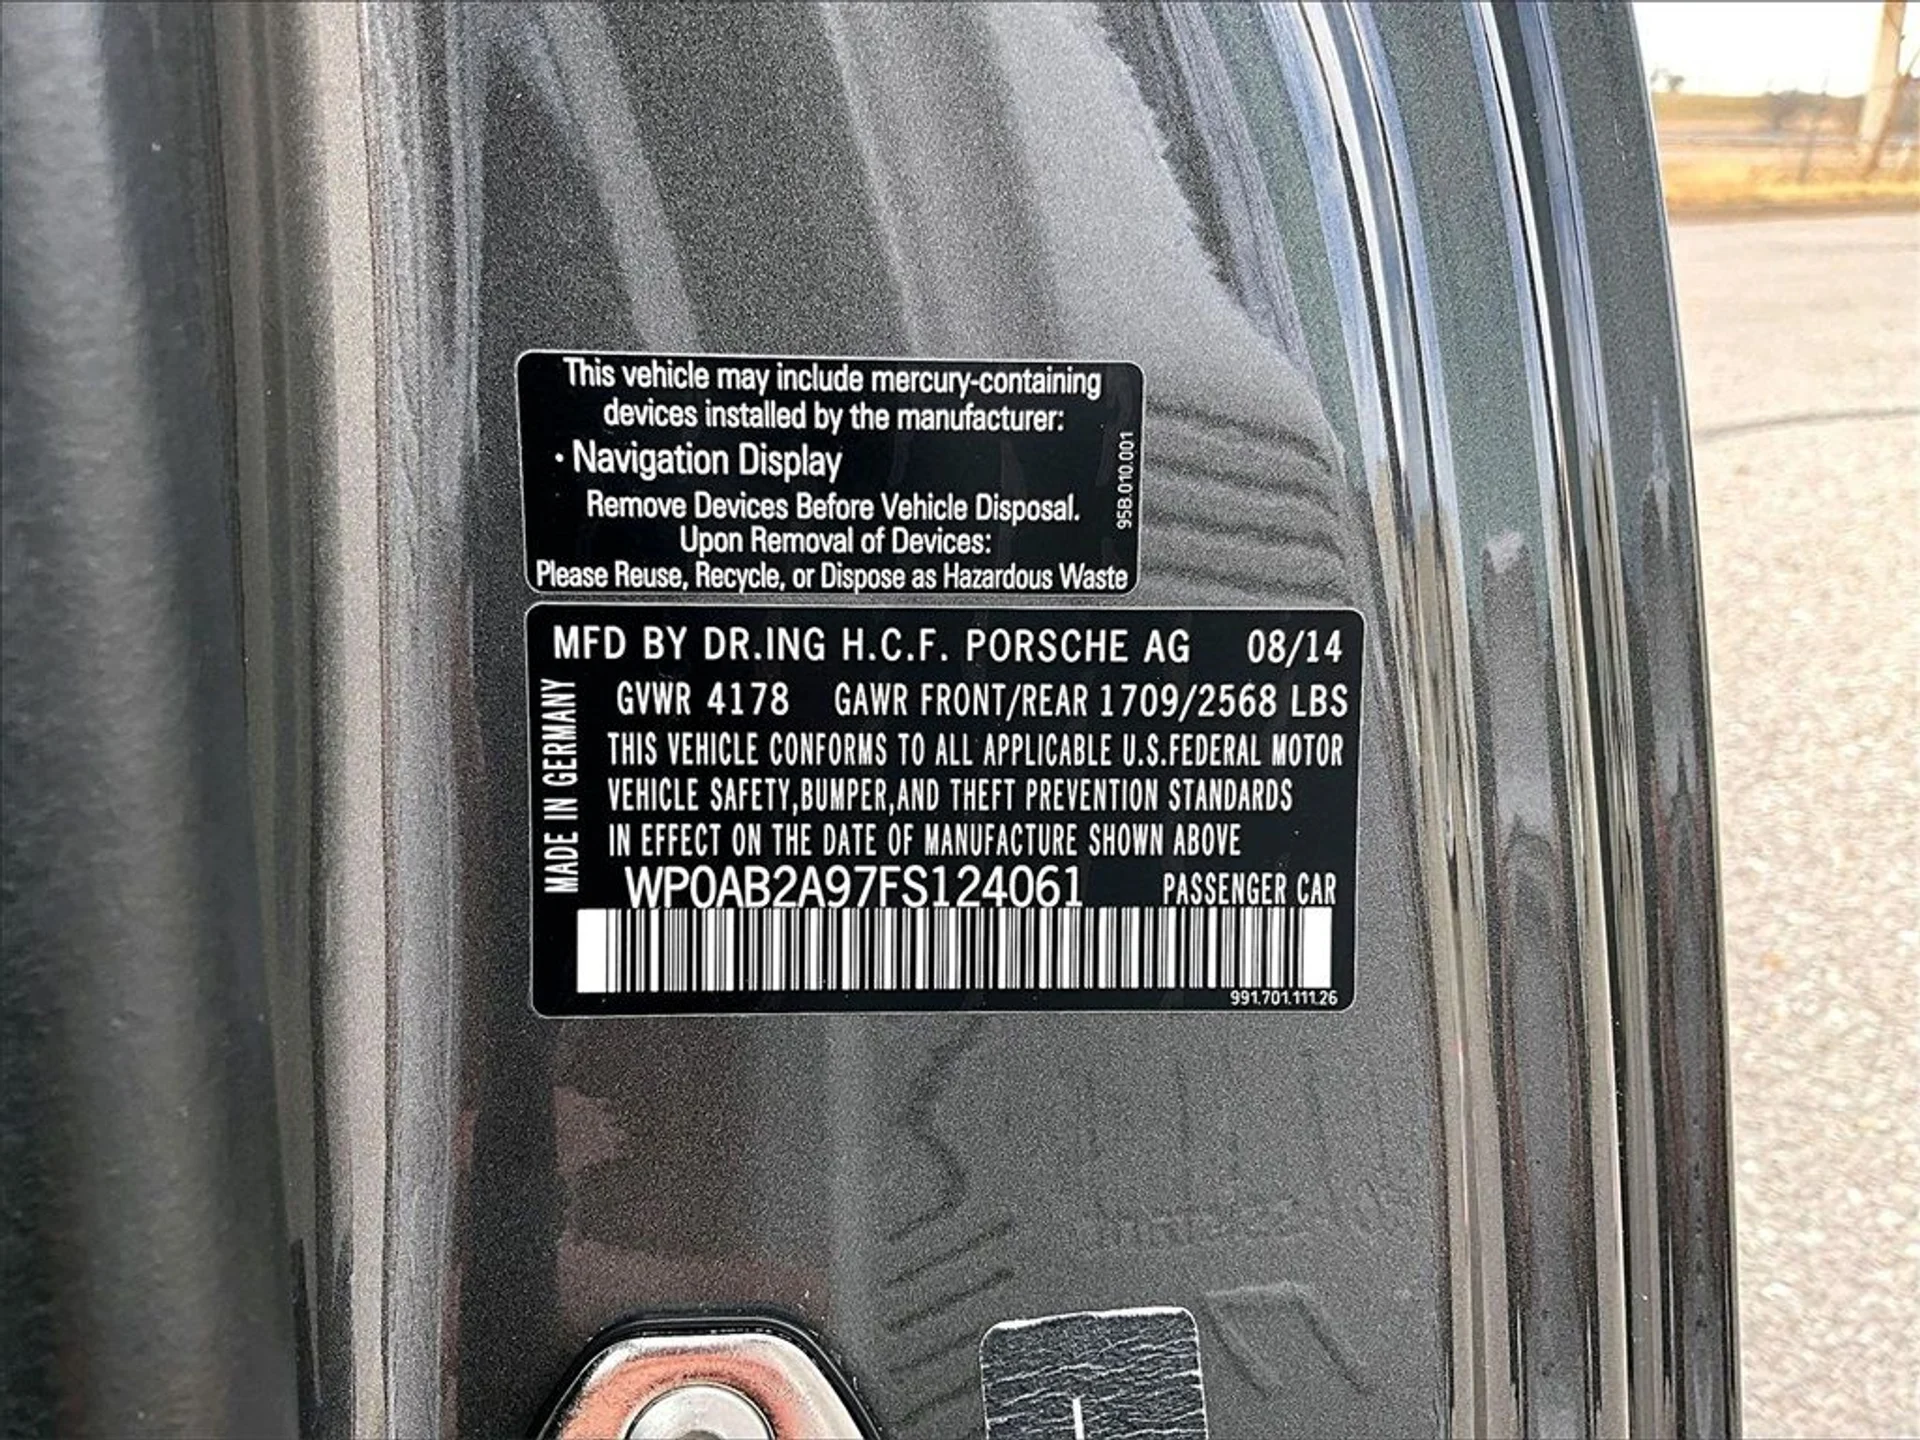 This vehicle may include mercury-containing
devices installed by the manufacturer:
· Navigation Display
Remove Devices Before Vehicle Disposal.
Upon Removal of Devices:
Please Reuse, Recycle, or Dispose as Hazardous Waste
95B.010.001
MFD BY DR.ING H.C.F. PORSCHE AG 08/14
GVWR 4178 GAWR FRONT/REAR 1709/2568 LBS
THIS VEHICLE CONFORMS TO ALL APPLICABLE U.S.FEDERAL MOTOR
VEHICLE SAFETY,BUMPER,AND THEFT PREVENTION STANDARDS
IN EFFECT ON THE DATE OF MANUFACTURE SHOWN ABOVE
MADE IN GERMANY
WP0AB2A97FS124061 PASSENGER CAR
991.701.111.26